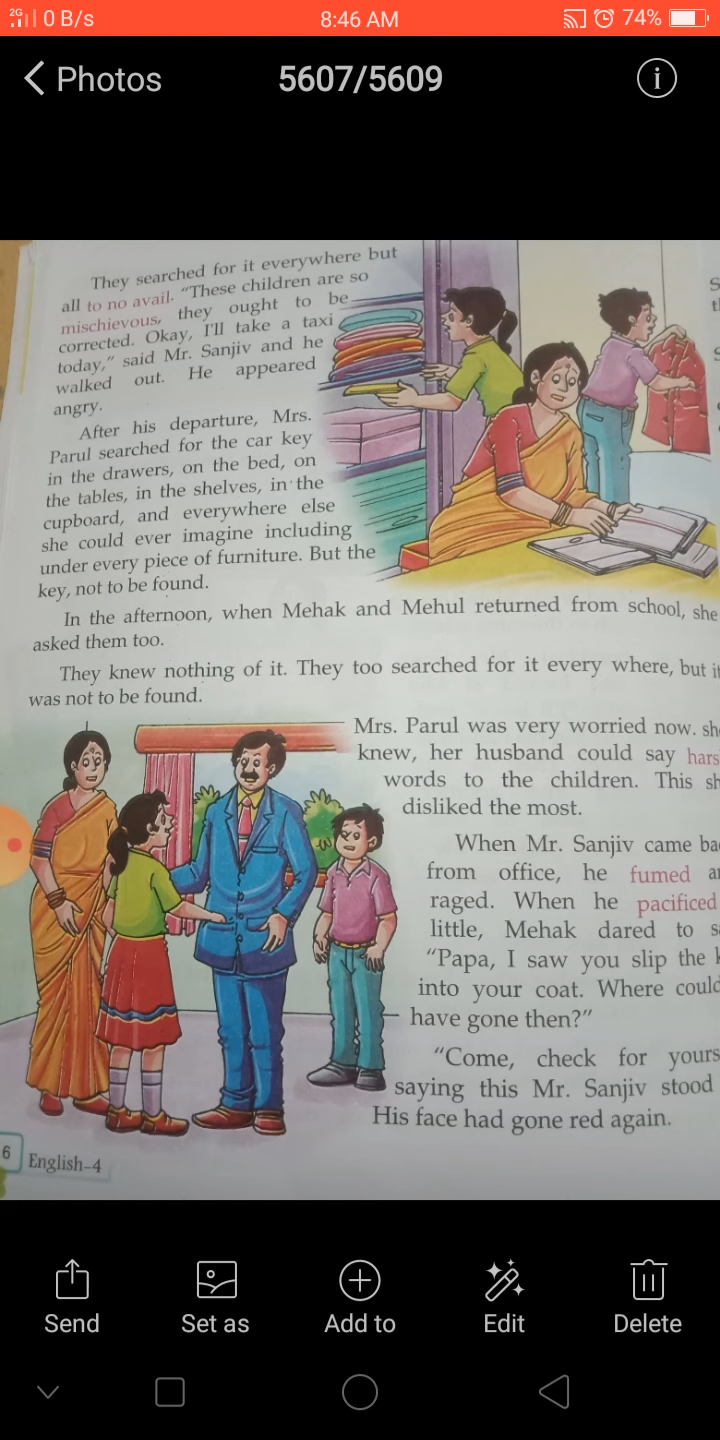 2G 0 B/s 8:46 AM 74%
Photos 5607/5609
They searched for it everywhere but
all to no avail. "These children are so
mischievous, they ought to be
corrected. Okay, I'll take a taxi
today," said Mr. Sanjiv and he
walked out. He appeared
angry.
After his departure, Mrs.
Parul searched for the car key
in the drawers, on the bed, on
the tables, in the shelves, in the
cupboard, and everywhere else
she could ever imagine including
under every piece of furniture. But the
key, not to be found.
In the afternoon, when Mehak and Mehul returned from school, she
asked them too.
They knew nothing of it. They too searched for it every where, but it
was not to be found.
Mrs. Parul was very worried now.
knew, her husband could say
words to the children. This
disliked the most.
When Mr. Sanjiv came
from office, he fumed
raged. When he pacificed
little, Mehak dared to
"Papa, I saw you slip the
into your coat. Where could
have gone then?"
"Come, check for
saying this Mr. Sanjiv stood
His face had gone red again.
6 English-4
Send Set as Add to Edit Delete